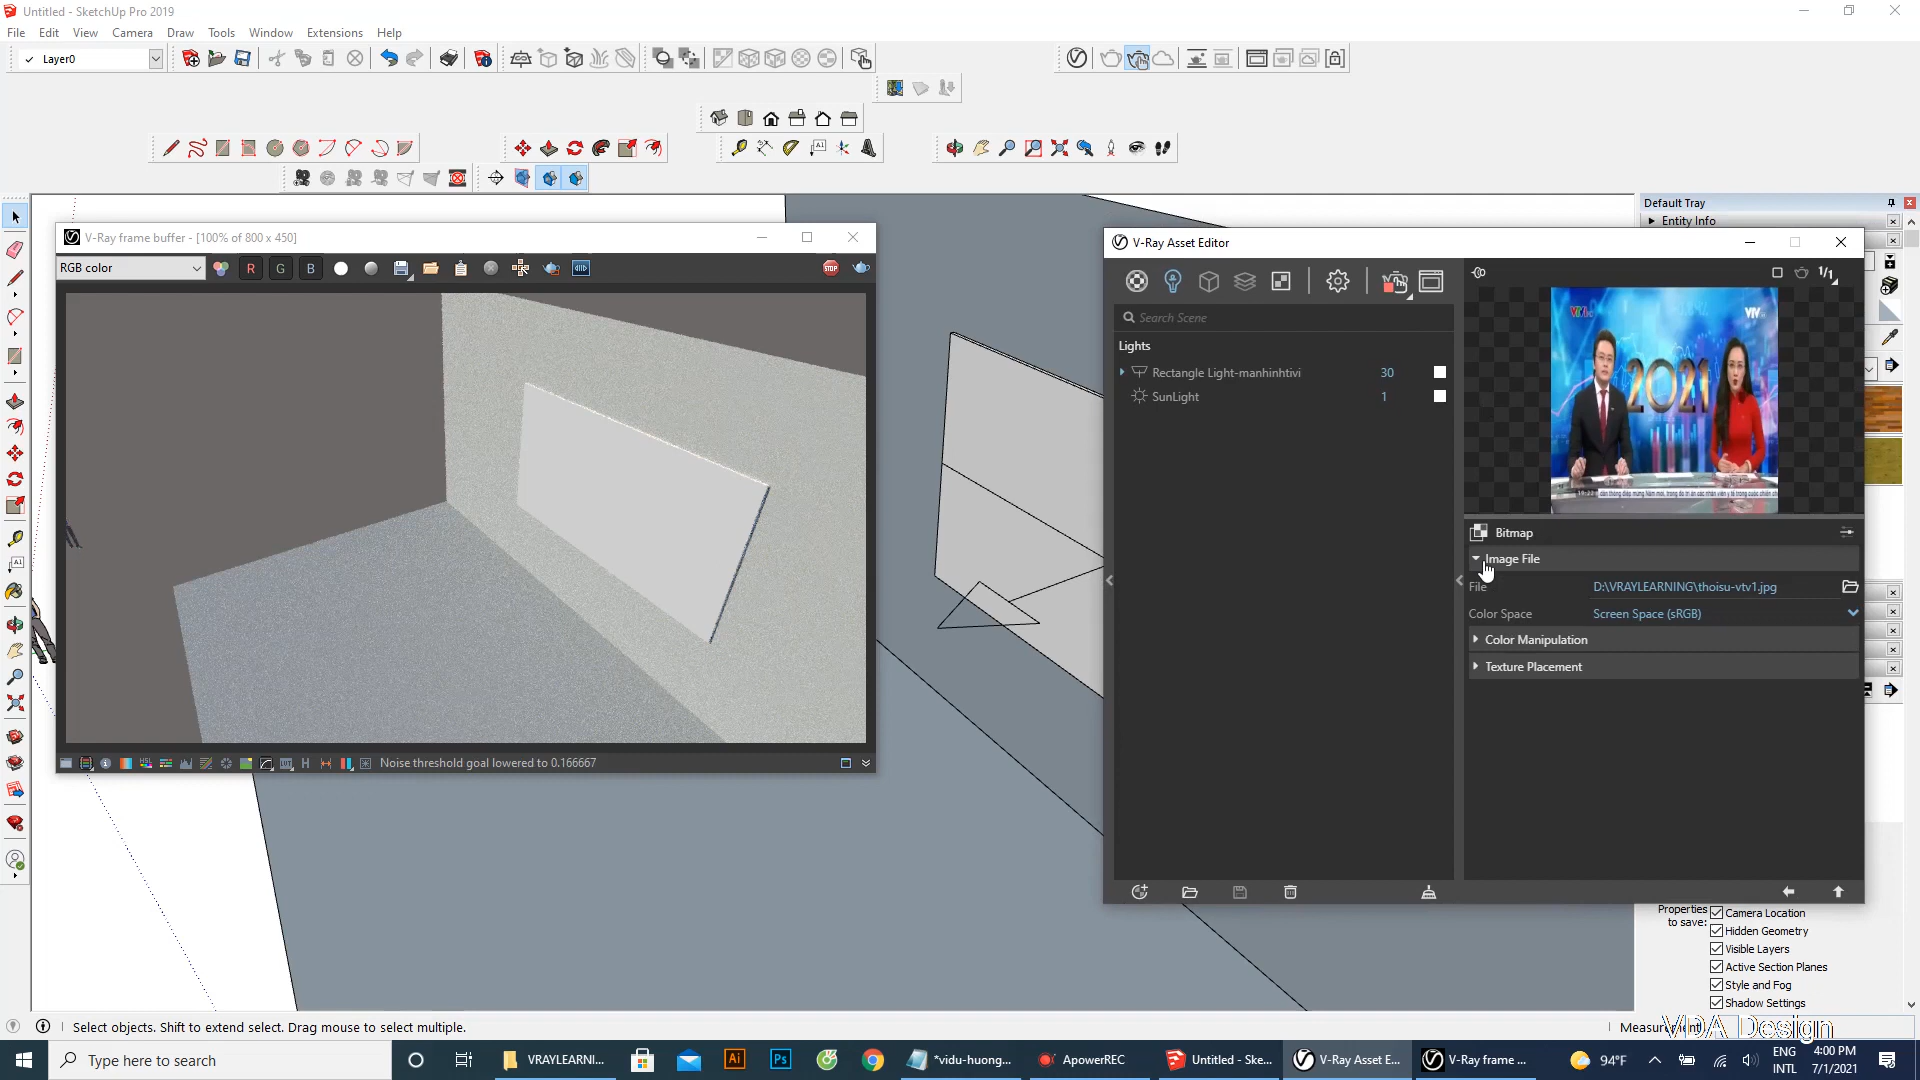 Untitled - SketchUp Pro 2019
File Edit View Camera Draw Tools Window Extensions Help
Layer0
Default Tray
Entity Info
V-Ray frame buffer - [100% of 800 x 450]
RGB color
R G B
STOP
Noise threshold goal lowered to 0.166667
V-Ray Asset Editor
Search Scene
Lights
Rectangle Light-manhinhtivi 30
SunLight 1
1/1
2021
19:22
Bitmap
Image File
File D:\VRAYLEARNING\thoisu-vtv1.jpg
Color Space Screen Space (sRGB)
Color Manipulation
Texture Placement
Properties to save:
Camera Location
Hidden Geometry
Visible Layers
Active Section Planes
Style and Fog
Shadow Settings
Select objects. Shift to extend select. Drag mouse to select multiple.
Measurement
VDA Design
Type here to search
VRAYLEARNI...
*vidu-huong...
ApowerREC
Untitled - Ske...
V-Ray Asset E...
V-Ray frame ...
94°F
ENG
INTL
4:00 PM
7/1/2021